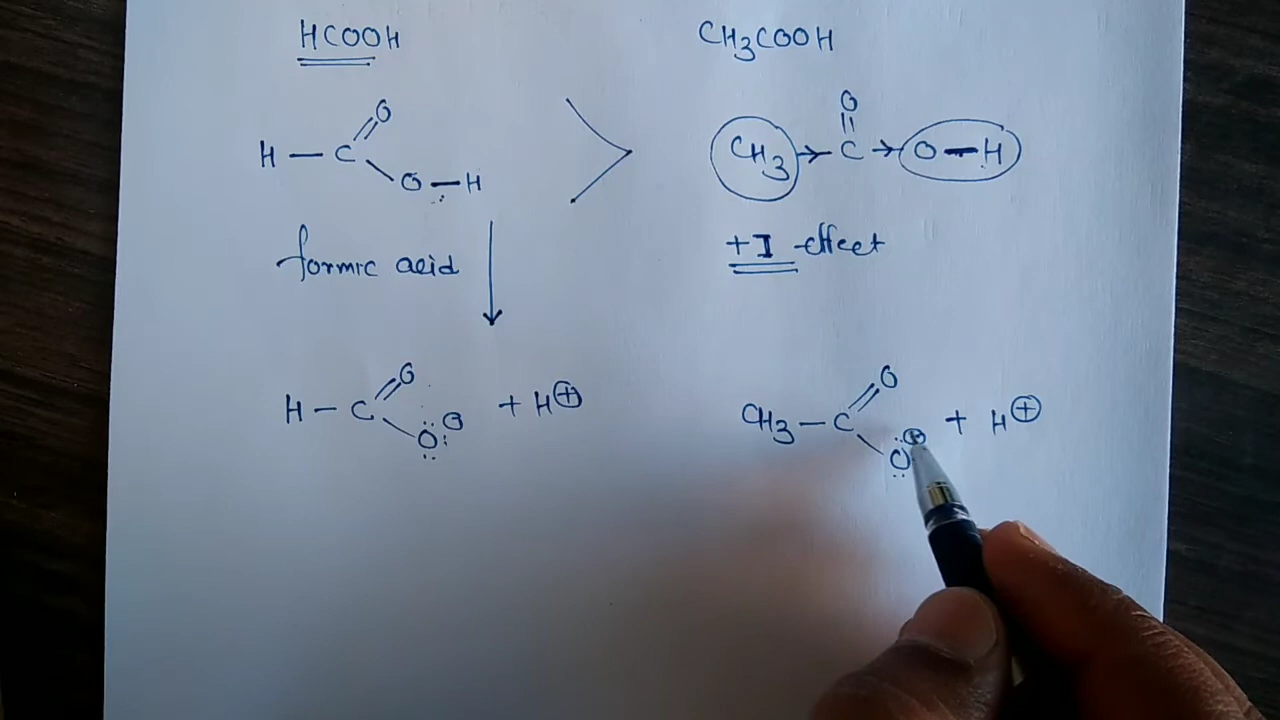 HCOOH
CH3COOH
H — C // O \ O — H
>
CH3 → C || O → O — H
formic acid
+I effect
H — C // O \ O ⊖ + H ⊕
CH3 — C // O \ O ⊕ + H ⊕